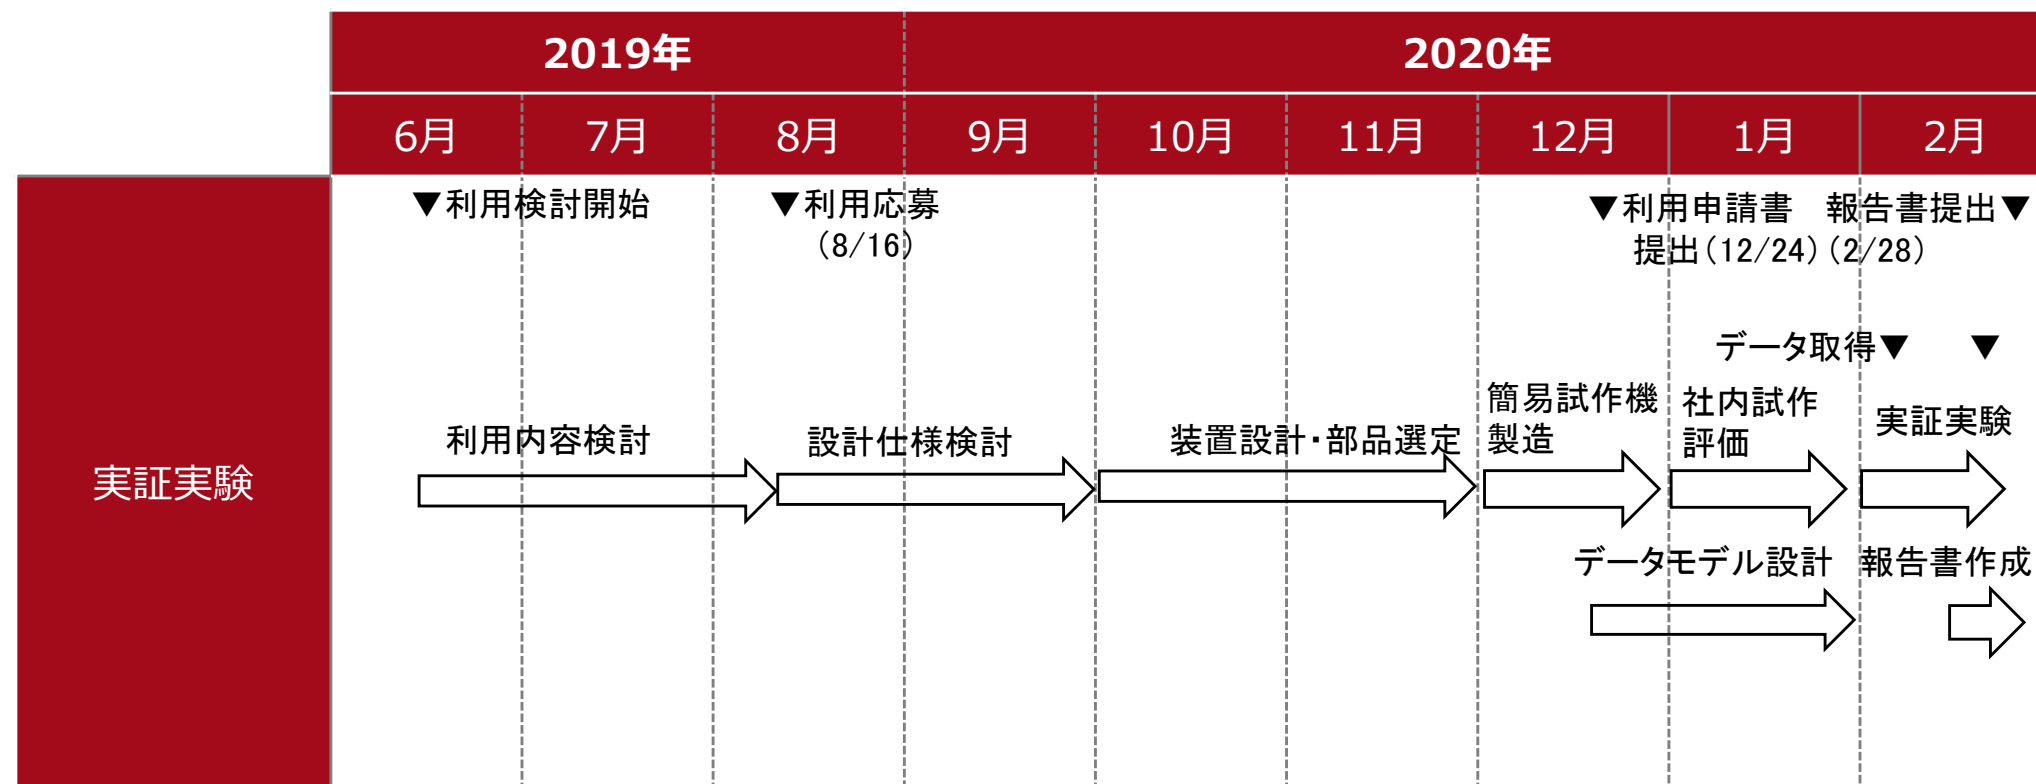 2019年 2020年
6月 7月 8月 9月 10月 11月 12月 1月 2月
実証実験
▼利用検討開始
▼利用応募
(8/16)
▼利用申請書
提出(12/24)
報告書提出▼
(2/28)
データ取得▼ ▼
利用内容検討
設計仕様検討
装置設計・部品選定
簡易試作機
製造
社内試作
評価
実証実験
データモデル設計
報告書作成